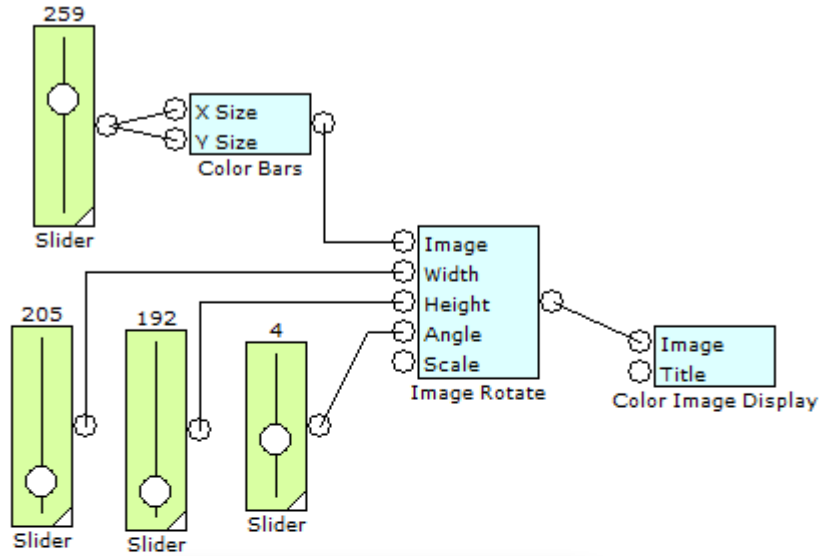 259
X Size
Y Size
Color Bars
Slider
Image
Width
Height
Angle
Scale
Image Rotate
205
192
4
Image
Title
Color Image Display
Slider
Slider
Slider